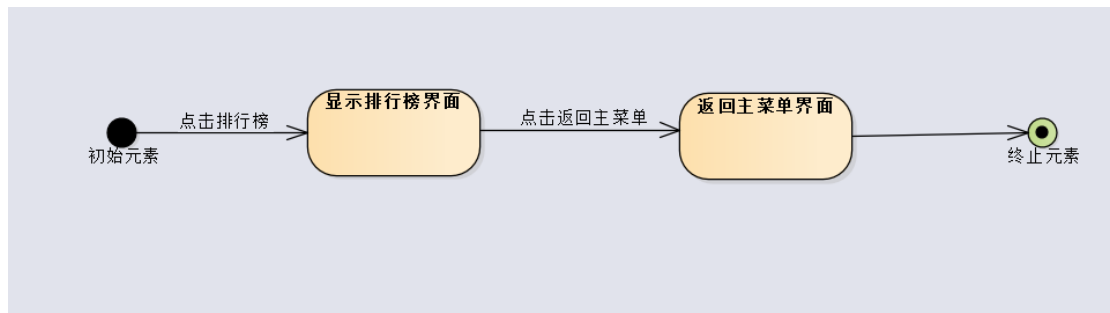 显示排行榜界面
返回主菜单界面
点击排行榜
点击返回主菜单
初始元素
终止元素